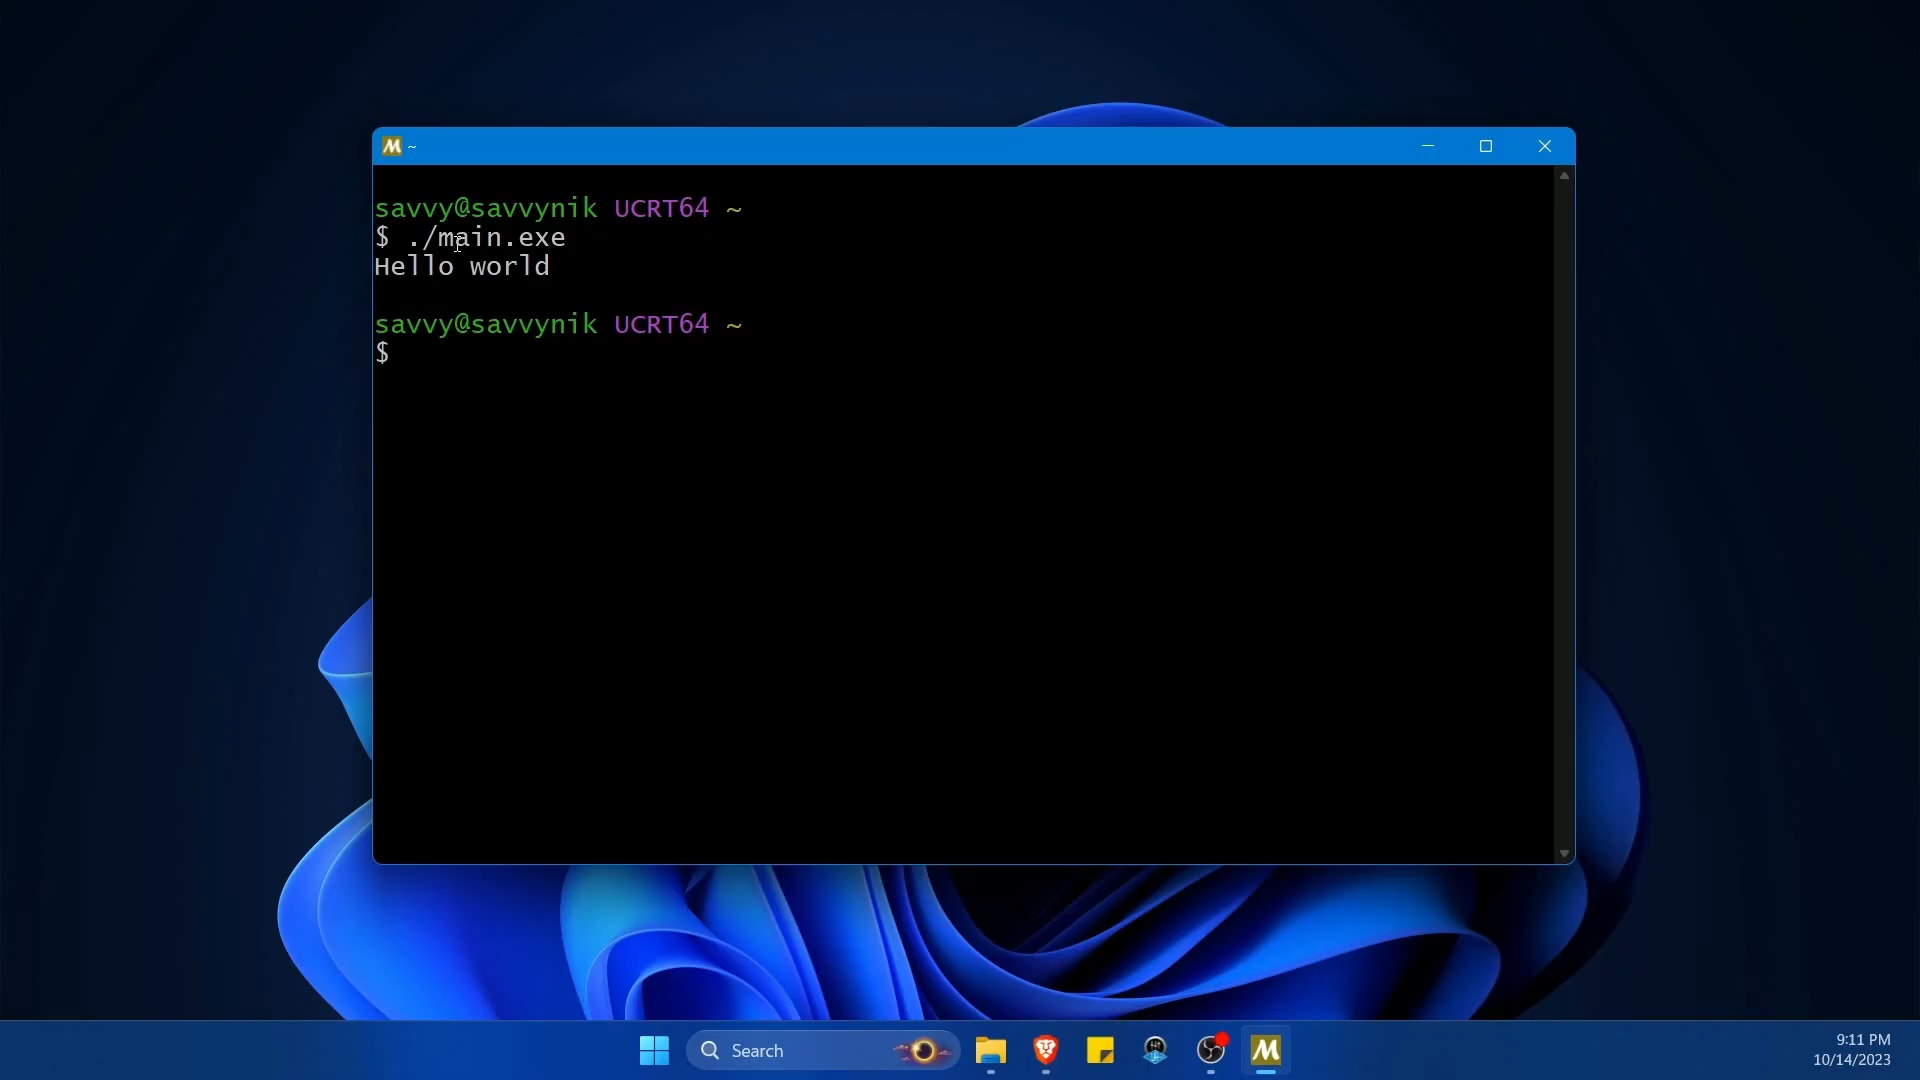 ~
savvy@savvynik UCRT64 ~
$ ./main.exe
Hello world
savvy@savvynik UCRT64 ~
$
Search
9:11 PM
10/14/2023